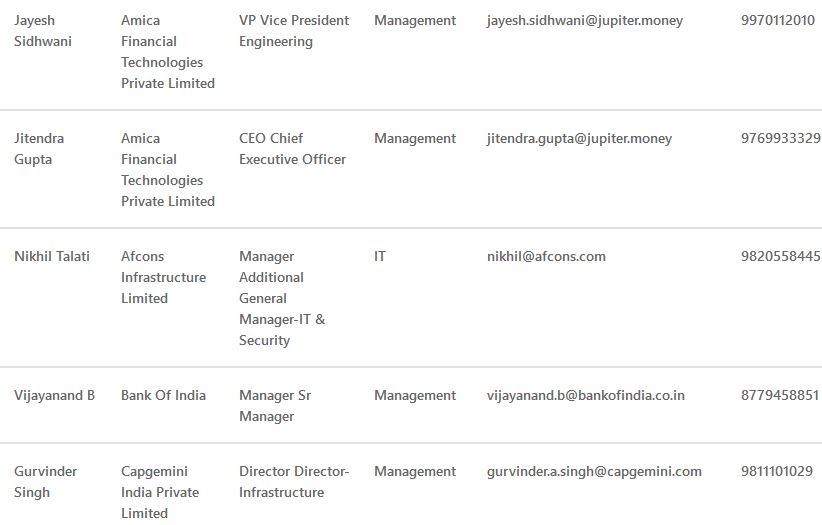 Jayesh Sidhwani Amica Financial Technologies Private Limited VP Vice President Engineering Management jayesh.sidhwani@jupiter.money 9970112010
Jitendra Gupta Amica Financial Technologies Private Limited CEO Chief Executive Officer Management jitendra.gupta@jupiter.money 9769933329
Nikhil Talati Afcons Infrastructure Limited Manager Additional General Manager-IT & Security IT nikhil@afcons.com 9820558445
Vijayanand B Bank Of India Manager Sr Manager Management vijayanand.b@bankofindia.co.in 8779458851
Gurvinder Singh Capgemini India Private Limited Director Director-Infrastructure Management gurvinder.a.singh@capgemini.com 9811101029